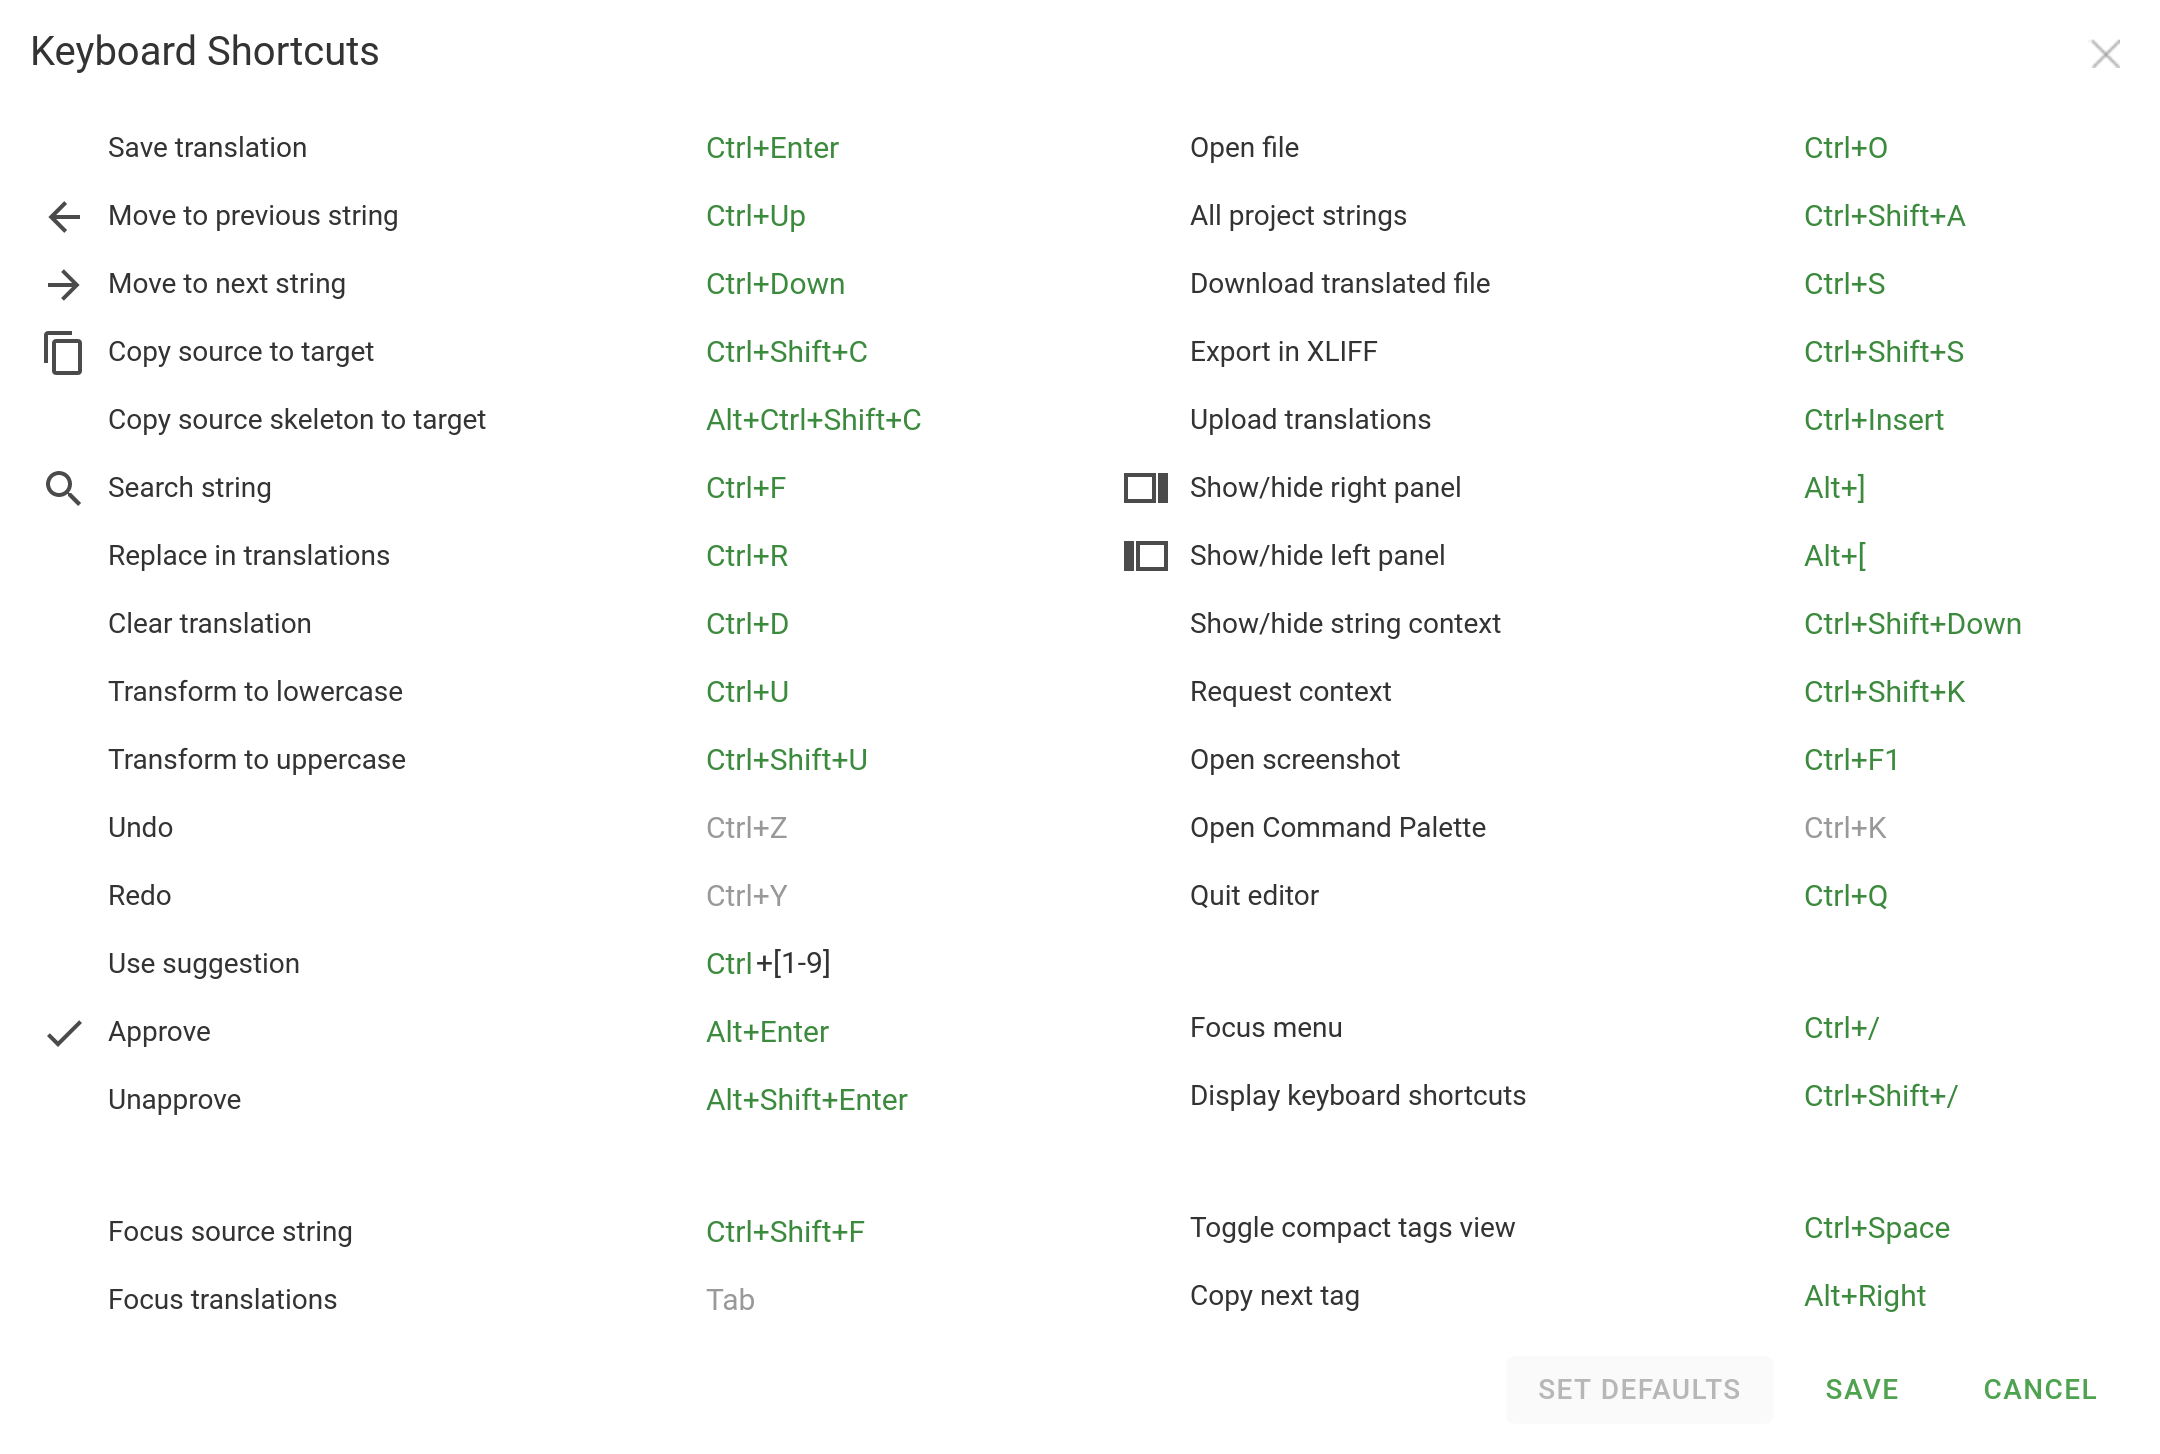 Keyboard Shortcuts
Save translation Ctrl+Enter
Move to previous string Ctrl+Up
Move to next string Ctrl+Down
Copy source to target Ctrl+Shift+C
Copy source skeleton to target Alt+Ctrl+Shift+C
Search string Ctrl+F
Replace in translations Ctrl+R
Clear translation Ctrl+D
Transform to lowercase Ctrl+U
Transform to uppercase Ctrl+Shift+U
Undo Ctrl+Z
Redo Ctrl+Y
Use suggestion Ctrl +[1-9]
Approve Alt+Enter
Unapprove Alt+Shift+Enter
Focus source string Ctrl+Shift+F
Focus translations Tab
Open file Ctrl+O
All project strings Ctrl+Shift+A
Download translated file Ctrl+S
Export in XLIFF Ctrl+Shift+S
Upload translations Ctrl+Insert
Show/hide right panel Alt+]
Show/hide left panel Alt+[
Show/hide string context Ctrl+Shift+Down
Request context Ctrl+Shift+K
Open screenshot Ctrl+F1
Open Command Palette Ctrl+K
Quit editor Ctrl+Q
Focus menu Ctrl+/
Display keyboard shortcuts Ctrl+Shift+/
Toggle compact tags view Ctrl+Space
Copy next tag Alt+Right
SET DEFAULTS SAVE CANCEL